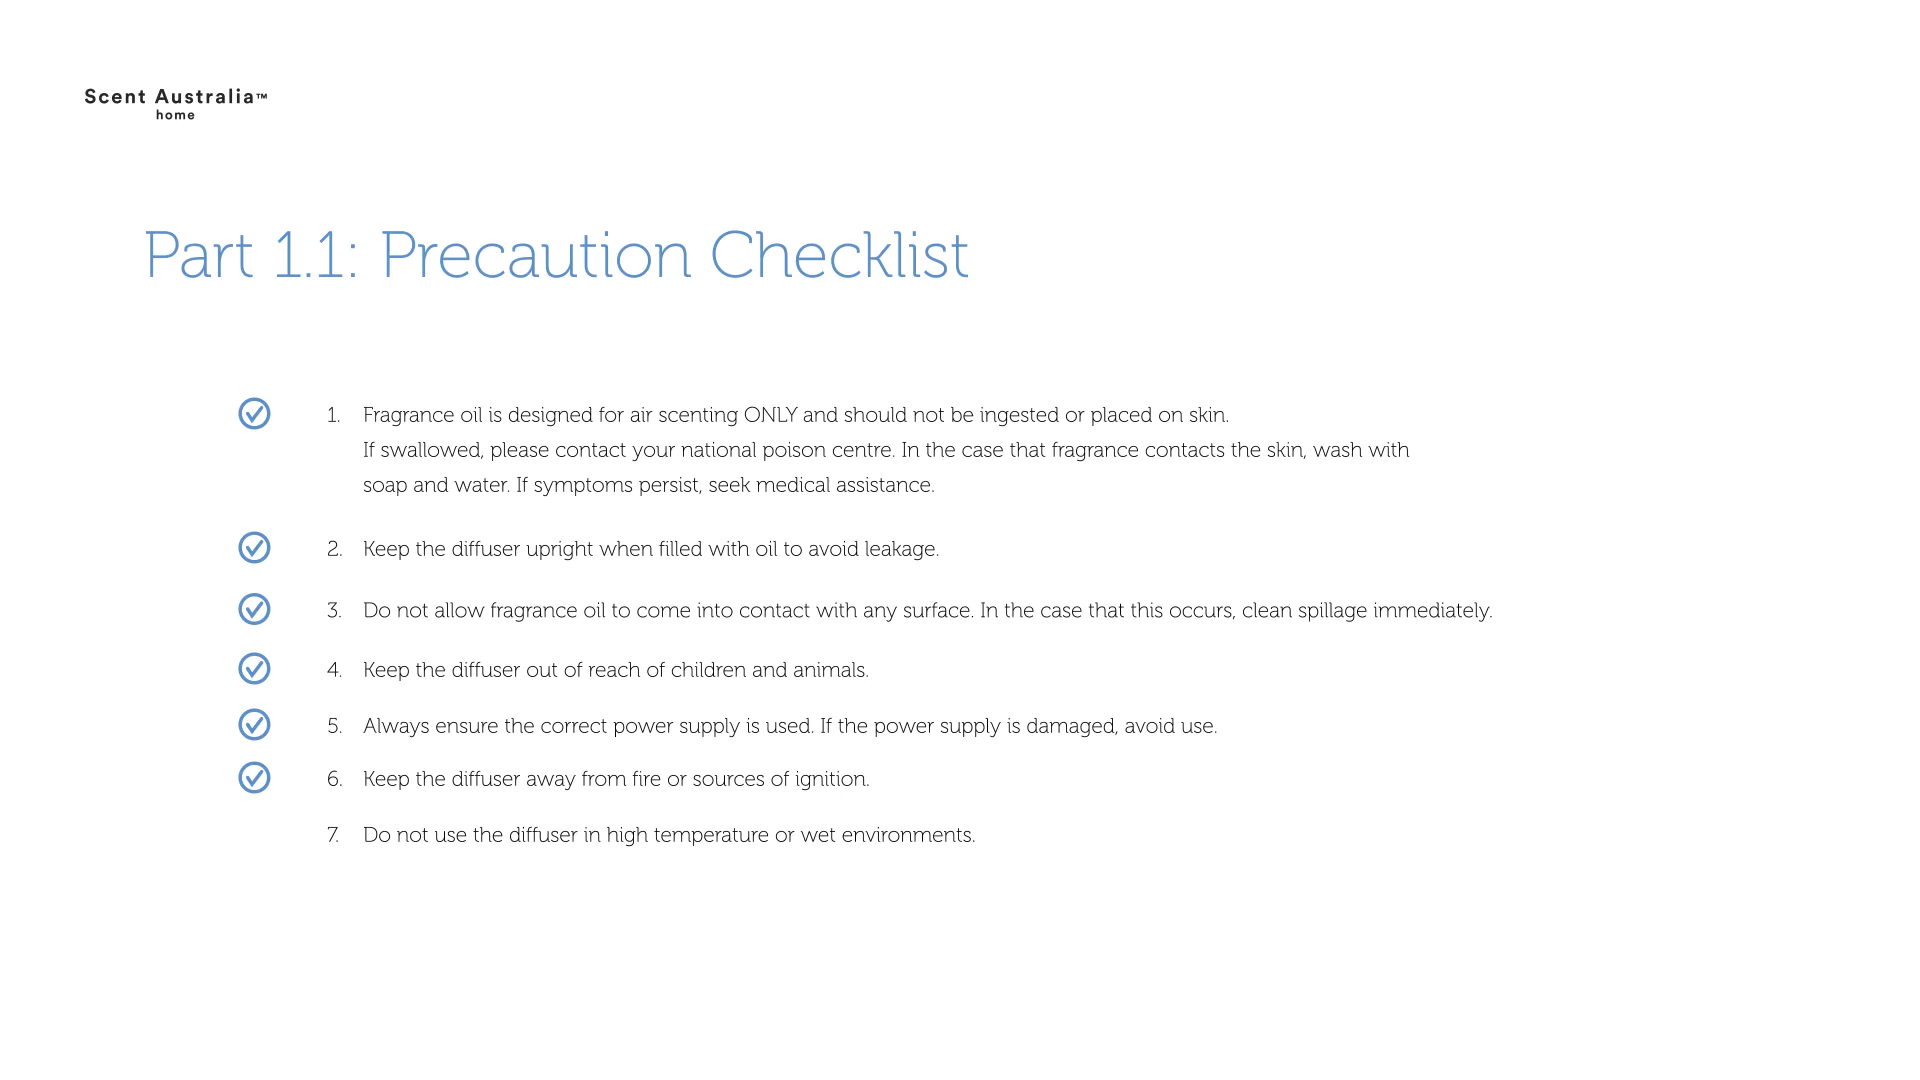 Scent Australia™
home
Part 1.1: Precaution Checklist
1. Fragrance oil is designed for air scenting ONLY and should not be ingested or placed on skin.
If swallowed, please contact your national poison centre. In the case that fragrance contacts the skin, wash with
soap and water. If symptoms persist, seek medical assistance.
2. Keep the diffuser upright when filled with oil to avoid leakage.
3. Do not allow fragrance oil to come into contact with any surface. In the case that this occurs, clean spillage immediately.
4. Keep the diffuser out of reach of children and animals.
5. Always ensure the correct power supply is used. If the power supply is damaged, avoid use.
6. Keep the diffuser away from fire or sources of ignition.
7. Do not use the diffuser in high temperature or wet environments.